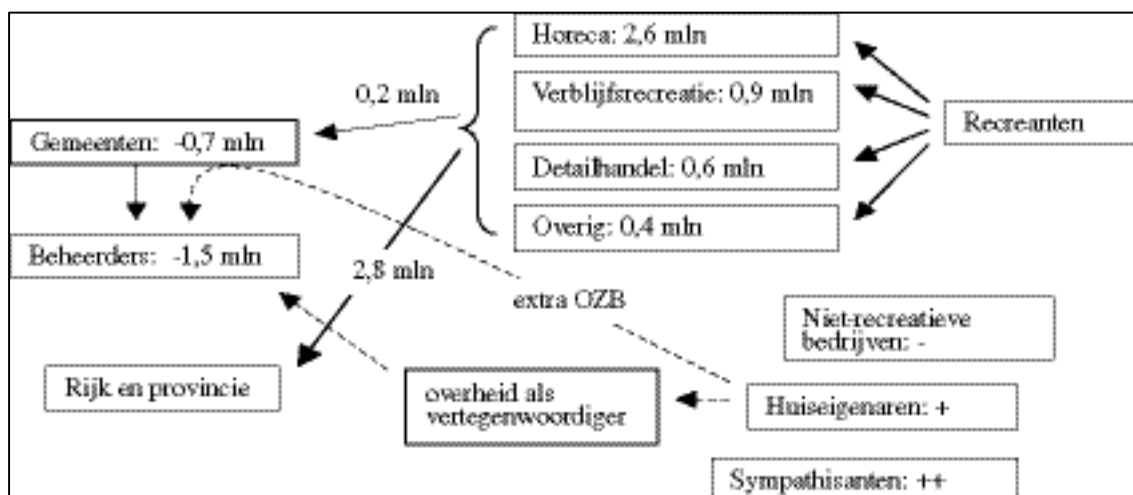 Horeca: 2,6 mln
0,2 mln
Verblijfsrecreatie: 0,9 mln
Recreanten
Gemeenten: -0,7 mln
Detailhandel: 0,6 mln
Overig: 0,4 mln
Beheerders: -1,5 mln
2,8 mln
extra OZB
Niet-recreatieve
bedrijven: -
Rijk en provincie
overheid als
vertegenwoordiger
Huiseigenaren: +
Sympathisanten: ++